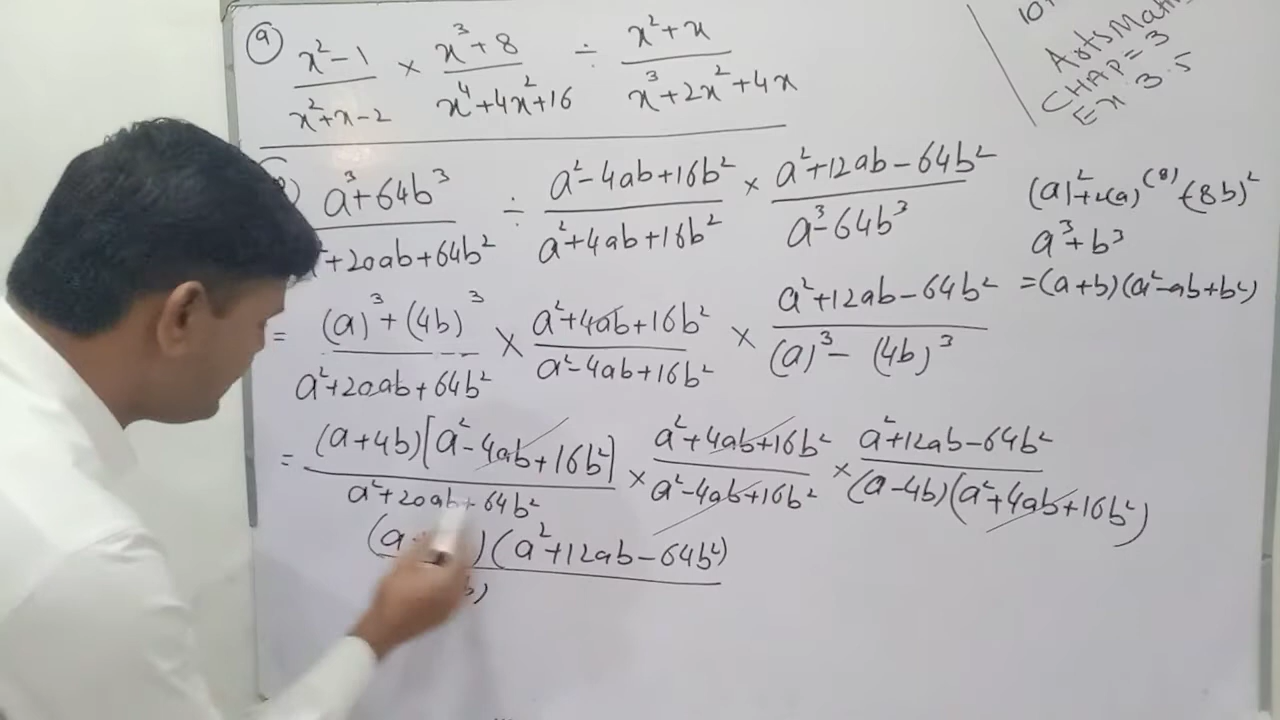 9 (x²-1)/(x²+x-2) × (x³+8)/(x⁴+4x²+16) ÷ (x²+x)/(x³+2x²+4x)
Arts Math
CHAP=3
Ex 3.5
(a³+64b³)/(²+20ab+64b²) ÷ (a²-4ab+16b²)/(a²+4ab+16b²) × (a²+12ab-64b²)/(a³-64b³)
(a)²+2(a)(8)-(8b)²
a³+b³
=(a+b)(a²-ab+b²)
= ((a)³+(4b)³)/(a²+20ab+64b²) × (a²+4ab+16b²)/(a²-4ab+16b²) × (a²+12ab-64b²)/((a)³-(4b)³)
= ((a+4b)[a²-4ab+16b²])/(a²+20ab+64b²) × (a²+4ab+16b²)/(a²-4ab+16b²) × (a²+12ab-64b²)/((a-4b)(a²+4ab+16b²))
(a )(a²+12ab-64b²)
b)